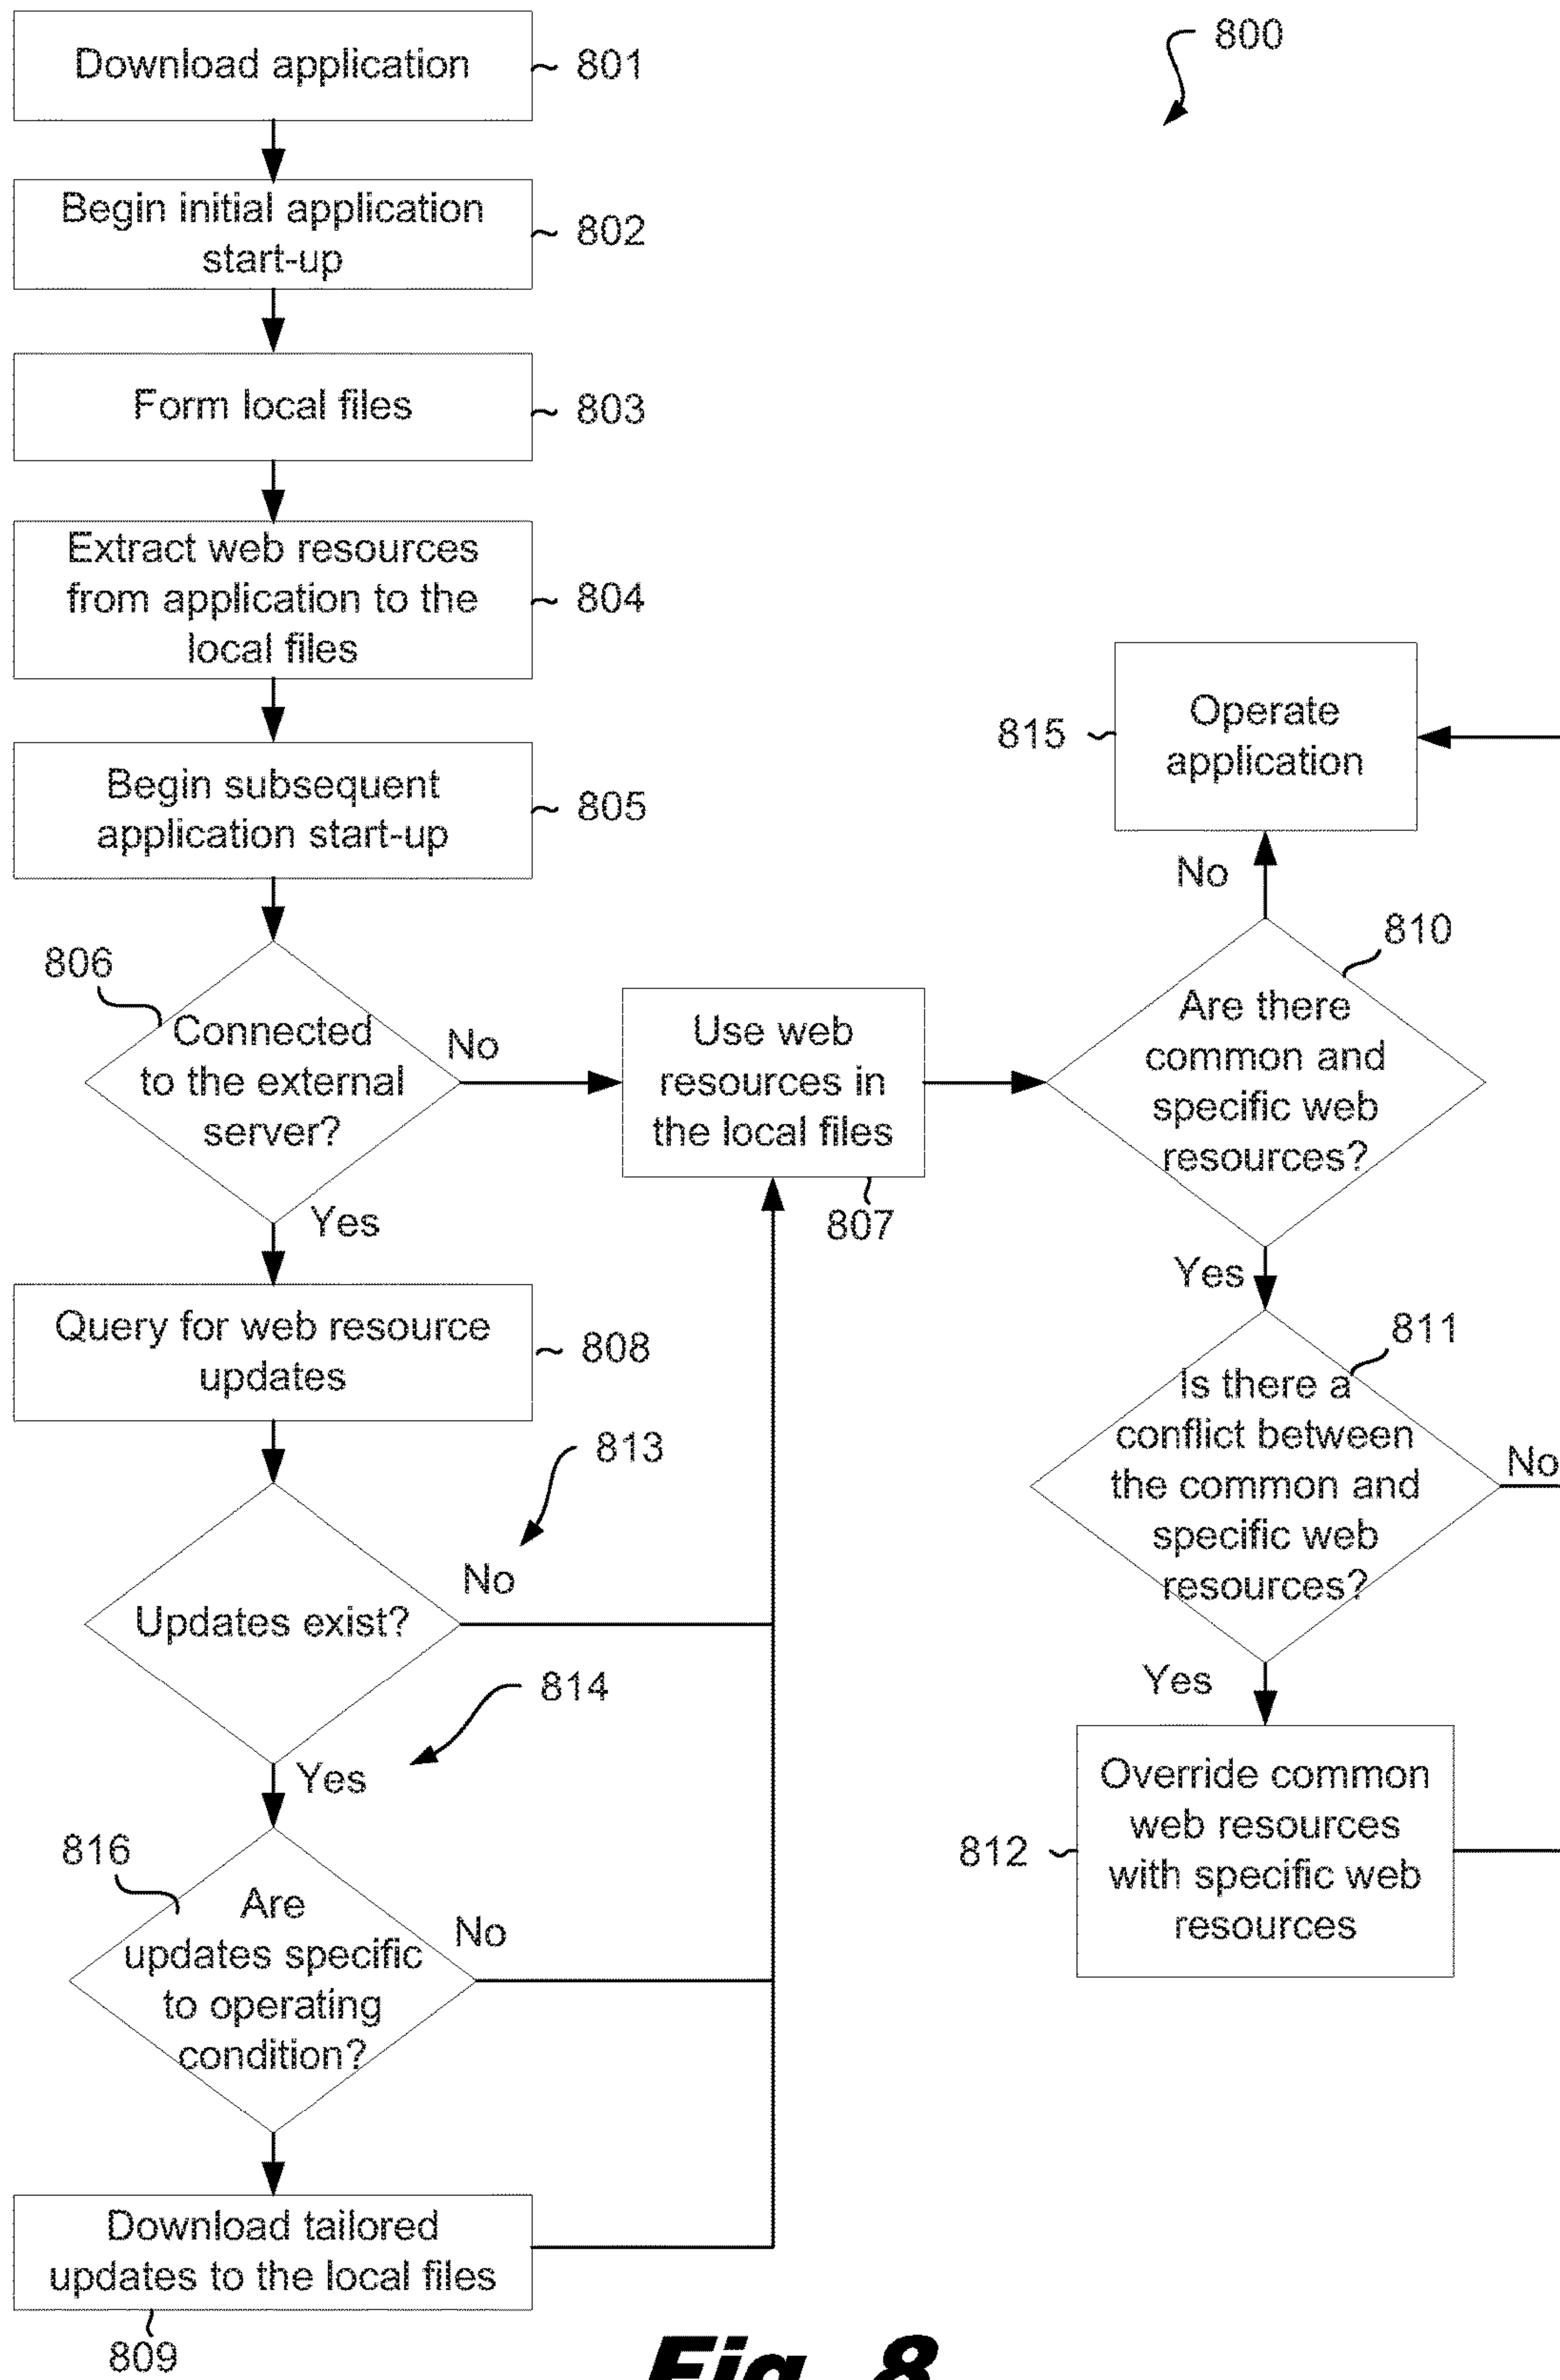 800
Download application
801
Begin initial application
start-up
802
Form local files
803
Extract web resources
from application to the
local files
804
Begin subsequent
application start-up
805
806
Connected
to the external
server?
No
Yes
Use web
resources in
the local files
807
Query for web resource
updates
808
813
Updates exist?
No
814
Yes
816
Are
updates specific
to operating
condition?
No
Download tailored
updates to the local files
809
815
Operate
application
No
810
Are there
common and
specific web
resources?
Yes
811
Is there a
conflict between
the common and
specific web
resources?
No
Yes
812
Override common
web resources
with specific web
resources
Fig. 8